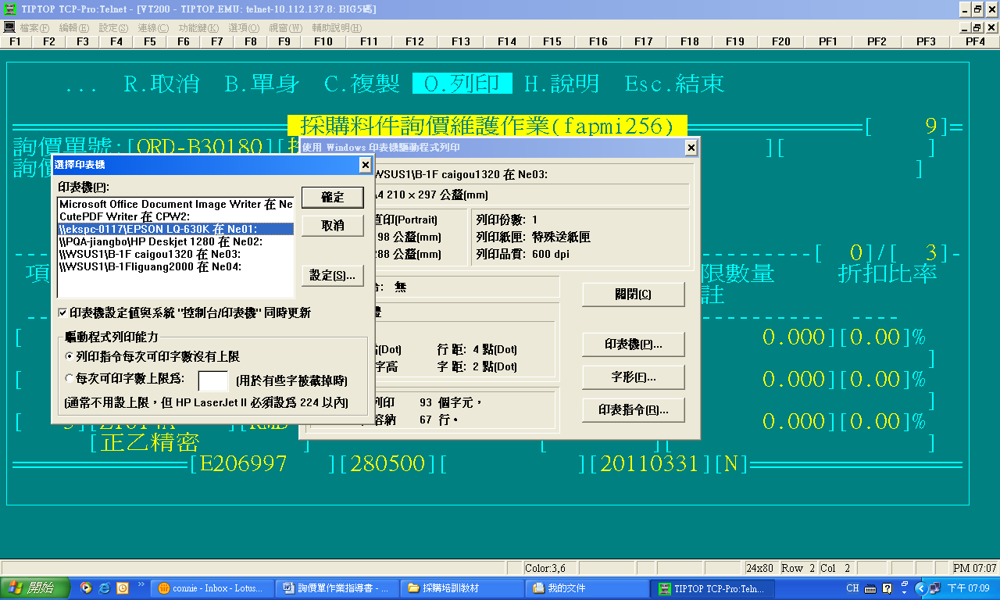 TIPTOP TCP-Pro:Telnet - [VT200 - TIPTOP.EMU: telnet-10.112.137.8: BIG5碼]
檔案(F) 編輯(E) 設定(S) 連線(C) 功能鍵(K) 選項(O) 視窗(W) 輔助說明(H)
F1 F2 F3 F4 F5 F6 F7 F8 F9 F10 F11 F12 F13 F14 F15 F16 F17 F18 F19 F20 PF1 PF2 PF3 PF4
... R.取消 B.單身 C.複製 O.列印 H.說明 Esc.結束
採購料件詢價維護作業(fapmi256) [ 9]=
詢價單號:[QRD-B30180][ ][ ]
詢價 ]
使用 Windows 印表機驅動程式列印
WSUS1\B-1F caigou1320 在 Ne03:
A4 210 x 297 公釐(mm)
直印(Portrait)
198 公釐(mm)
288 公釐(mm)
列印份數: 1
列印紙匣: 特殊送紙匣
列印品質: 600 dpi
無
體
(Dot) 行 距: 4 點(Dot)
字高 字 距: 2 點(Dot)
列印 93 個字元，
容納 67 行。
關閉(C)
印表機(P)...
字形(F)...
印表指令(R)...
選擇印表機
印表機(P):
Microsoft Office Document Image Writer 在 Ne
CutePDF Writer 在 CPW2:
\\ekspc-0117\EPSON LQ-630K 在 Ne01:
\\PQA-jiangbo\HP Deskjet 1280 在 Ne02:
\\WSUS1\B-1F caigou1320 在 Ne03:
\\WSUS1\B-1Fliguang2000 在 Ne04:
確定
取消
設定(S)...
印表機設定值與系統 "控制台/印表機" 同時更新
驅動程式列印能力
列印指令每次可印字數沒有上限
每次可印字數上限為: (用於有些字被截掉時)
(通常不用設上限，但 HP LaserJet II 必須設為 224 以內)
[ 0]/[ 3]-
項 限數量 折扣比率
註
[ 0.000][0.00]%
]
[ 0.000][0.00]%
]
[ 0.000][0.00]%
[正乙精密 ] [ ][ ]
[E206997 ][280500][ ][20110331][N]
Color:3,6 24x80 Row 2 Col 2 PM 07:07
開始 connie - Inbox - Lotus... 詢價單作業指導書 - ... 採購培訓教材 我的文件 TIPTOP TCP-Pro:Teln... CH 下午 07:09